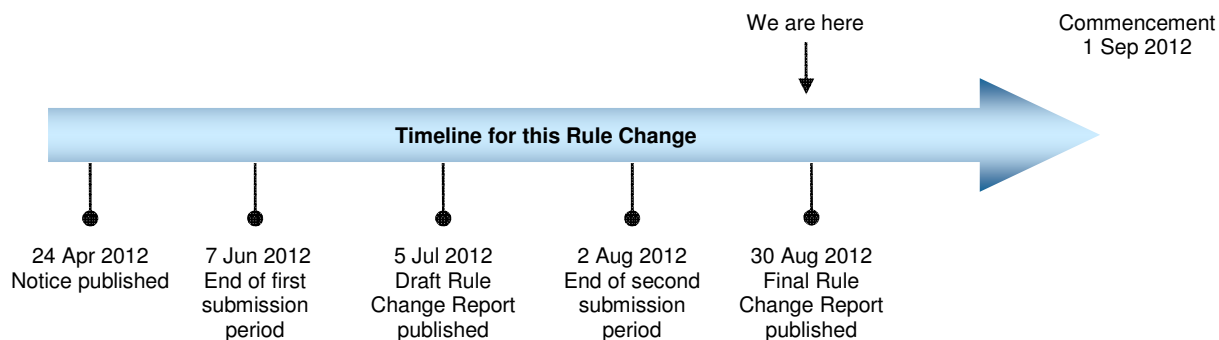 We are here
Commencement
1 Sep 2012
Timeline for this Rule Change
24 Apr 2012
Notice published
7 Jun 2012
End of first
submission
period
5 Jul 2012
Draft Rule
Change Report
published
2 Aug 2012
End of second
submission
period
30 Aug 2012
Final Rule
Change Report
published